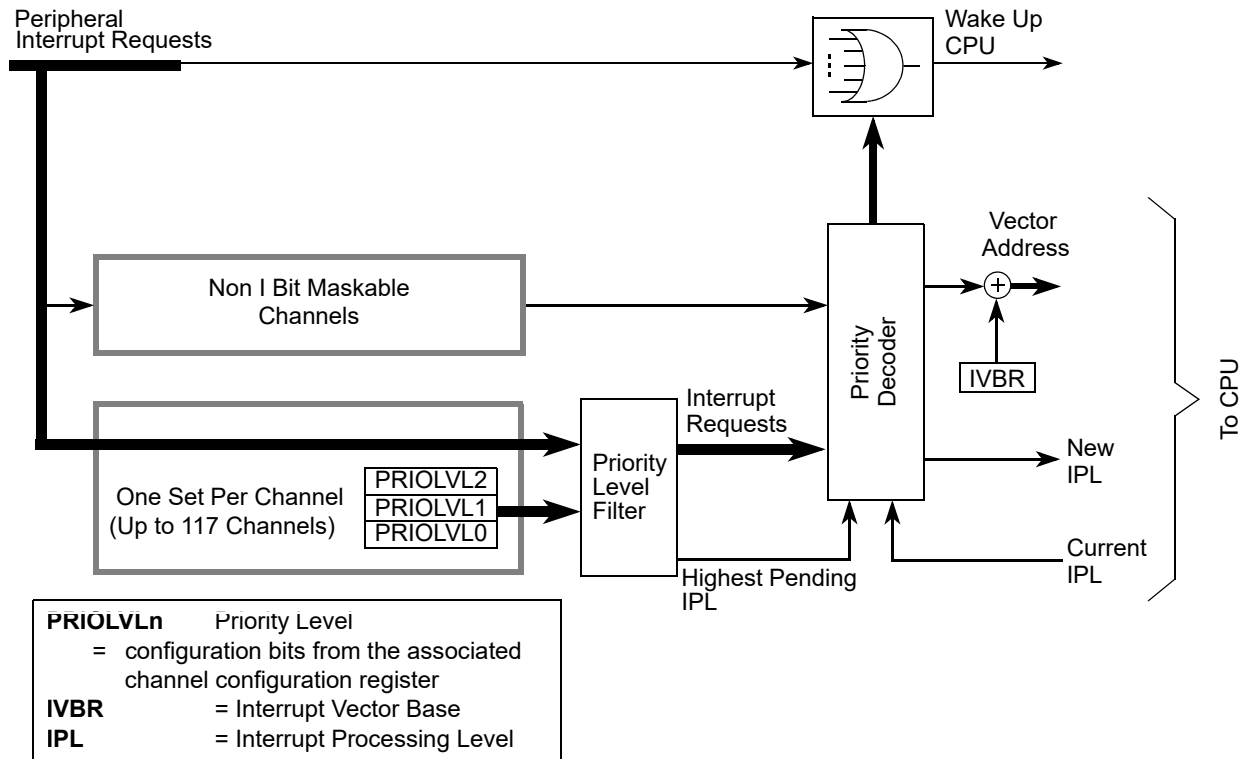 Peripheral
Interrupt Requests
Wake Up
CPU
Non I Bit Maskable
Channels
Priority
Decoder
Vector
Address
IVBR
To CPU
Interrupt
Requests
New
IPL
One Set Per Channel
(Up to 117 Channels)
PRIOLVL2
PRIOLVL1
PRIOLVL0
Priority
Level
Filter
Highest Pending
IPL
Current
IPL
PRIOLVLn Priority Level
= configuration bits from the associated
channel configuration register
IVBR = Interrupt Vector Base
IPL = Interrupt Processing Level